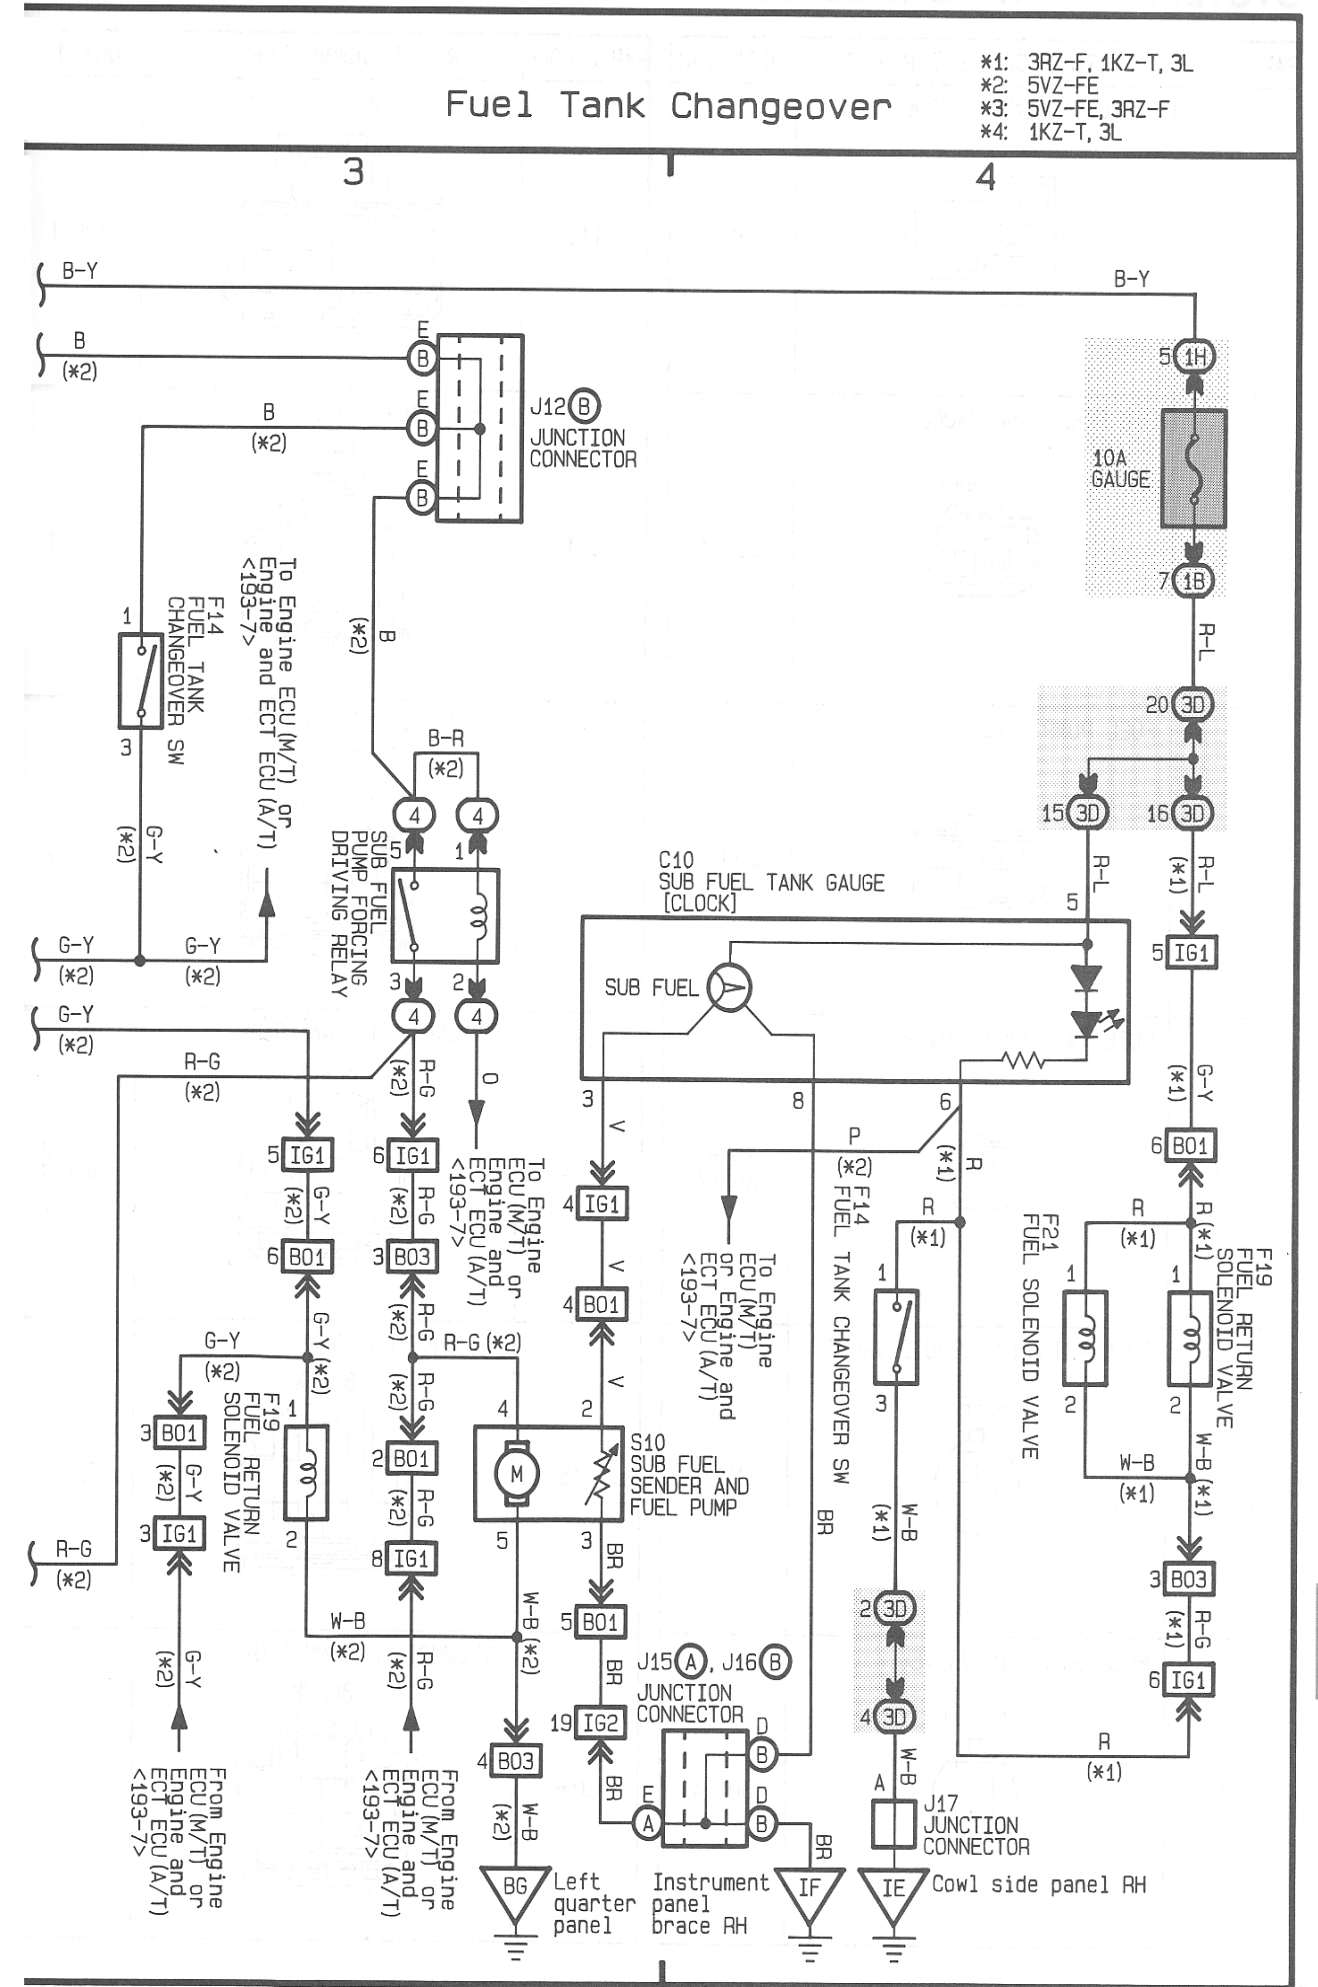 Fuel Tank Changeover
*1: 3RZ-F, 1KZ-T, 3L
*2: 5VZ-FE
*3: 5VZ-FE, 3RZ-F
*4: 1KZ-T, 3L
3
4
B-Y
B-Y
B
(*2)
E
B
B
(*2)
E
B
E
B
J12 B
JUNCTION
CONNECTOR
5 1H
10A
GAUGE
7 1B
R-L
20 3D
15 3D
16 3D
R-L
R-L
(*1)
To Engine ECU (M/T) or
Engine and ECT ECU (A/T)
<193-7>
1
F14
FUEL TANK
CHANGEOVER SW
3
G-Y
(*2)
B
(*2)
B-R
(*2)
4
4
5
1
SUB FUEL
PUMP FORCING
DRIVING RELAY
3
2
4
4
G-Y
(*2)
G-Y
(*2)
G-Y
(*2)
R-G
(*2)
R-G
(*2)
O
To Engine
ECU (M/T) or
Engine and
ECT ECU (A/T)
<193-7>
C10
SUB FUEL TANK GAUGE
[CLOCK]
5
SUB FUEL
3
8
6
V
P
(*2)
R
(*1)
5 IG1
G-Y
(*1)
6 BO1
5 IG1
G-Y
(*2)
6 BO1
6 IG1
R-G
(*2)
3 BO3
4 IG1
V
4 BO1
V
G-Y
(*2)
G-Y
(*2)
R-G
(*2)
R-G (*2)
R-G
(*2)
To Engine
ECU (M/T)
or Engine and
ECT ECU (A/T)
<193-7>
F14
FUEL TANK CHANGEOVER SW
R
(*1)
1
3
R
(*1)
R
(*1)
F21
FUEL SOLENOID VALVE
1
2
F19
FUEL RETURN
SOLENOID VALVE
1
2
W-B
(*1)
W-B
(*1)
3 BO1
G-Y
(*2)
3 IG1
F19
FUEL RETURN
SOLENOID VALVE
1
2
2 BO1
R-G
(*2)
8 IG1
4
2
M
S10
SUB FUEL
SENDER AND
FUEL PUMP
5
3
BR
BR
W-B
(*1)
R-G
(*2)
W-B
(*2)
W-B
(*2)
5 BO1
BR
19 IG2
BR
J15 A, J16 B
JUNCTION
CONNECTOR
D
B
D
B
E
A
2 3D
4 3D
W-B
A
J17
JUNCTION
CONNECTOR
3 BO3
R-G
(*1)
6 IG1
R
(*1)
G-Y
(*2)
R-G
(*2)
4 BO3
W-B
(*2)
BR
From Engine
ECU (M/T) or
Engine and
ECT ECU (A/T)
<193-7>
From Engine
ECU (M/T) or
Engine and
ECT ECU (A/T)
<193-7>
BG
Left
quarter
panel
Instrument
panel
brace RH
IF
IE
Cowl side panel RH